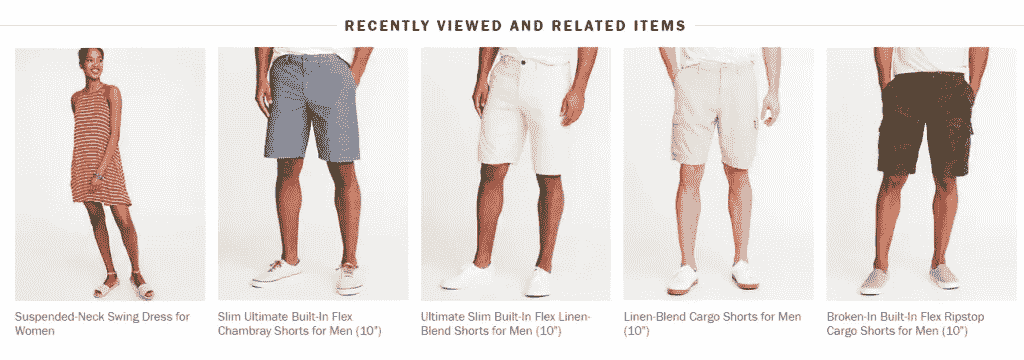 RECENTLY VIEWED AND RELATED ITEMS
Suspended-Neck Swing Dress for
Women
Slim Ultimate Built-In Flex
Chambray Shorts for Men (10")
Ultimate Slim Built-In Flex Linen-
Blend Shorts for Men (10")
Linen-Blend Cargo Shorts for Men
(10")
Broken-In Built-In Flex Ripstop
Cargo Shorts for Men (10")